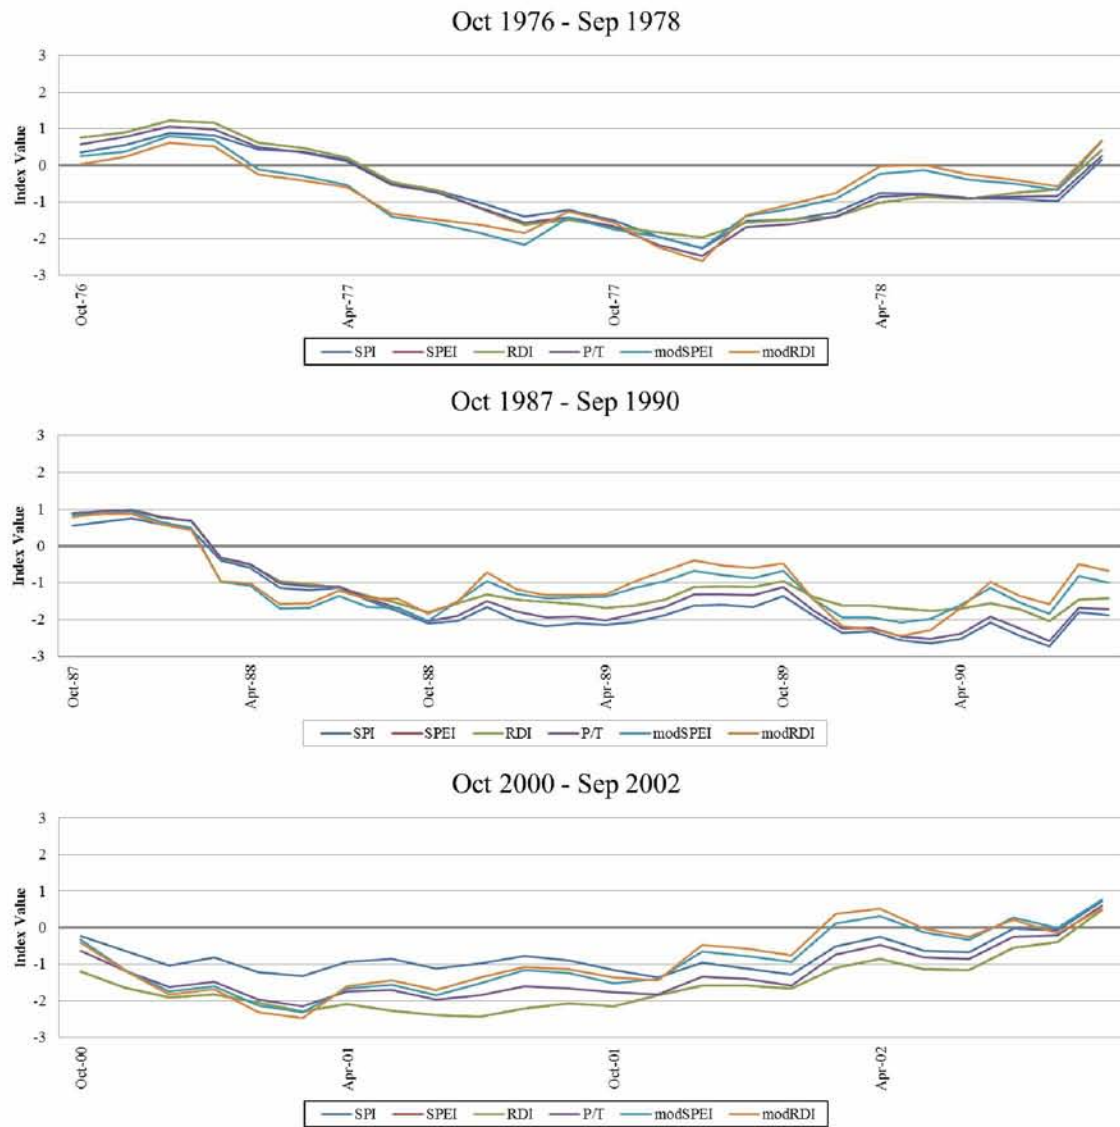 Oct 1976 - Sep 1978
3
2
1
0
-1
-2
-3
Index Value
Oct-76
Apr-77
Oct-77
Apr-78
SPI SPEI RDI P/T modSPEI modRDI
Oct 1987 - Sep 1990
3
2
1
0
-1
-2
-3
Index Value
Oct-87
Apr-88
Oct-88
Apr-89
Oct-89
Apr-90
SPI SPEI RDI P/T modSPEI modRDI
Oct 2000 - Sep 2002
3
2
1
0
-1
-2
-3
Index Value
Oct-00
Apr-01
Oct-01
Apr-02
SPI SPEI RDI P/T modSPEI modRDI